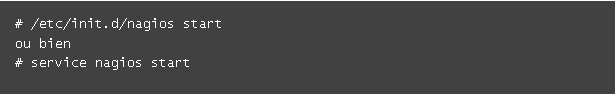 # /etc/init.d/nagios start
ou bien
# service nagios start